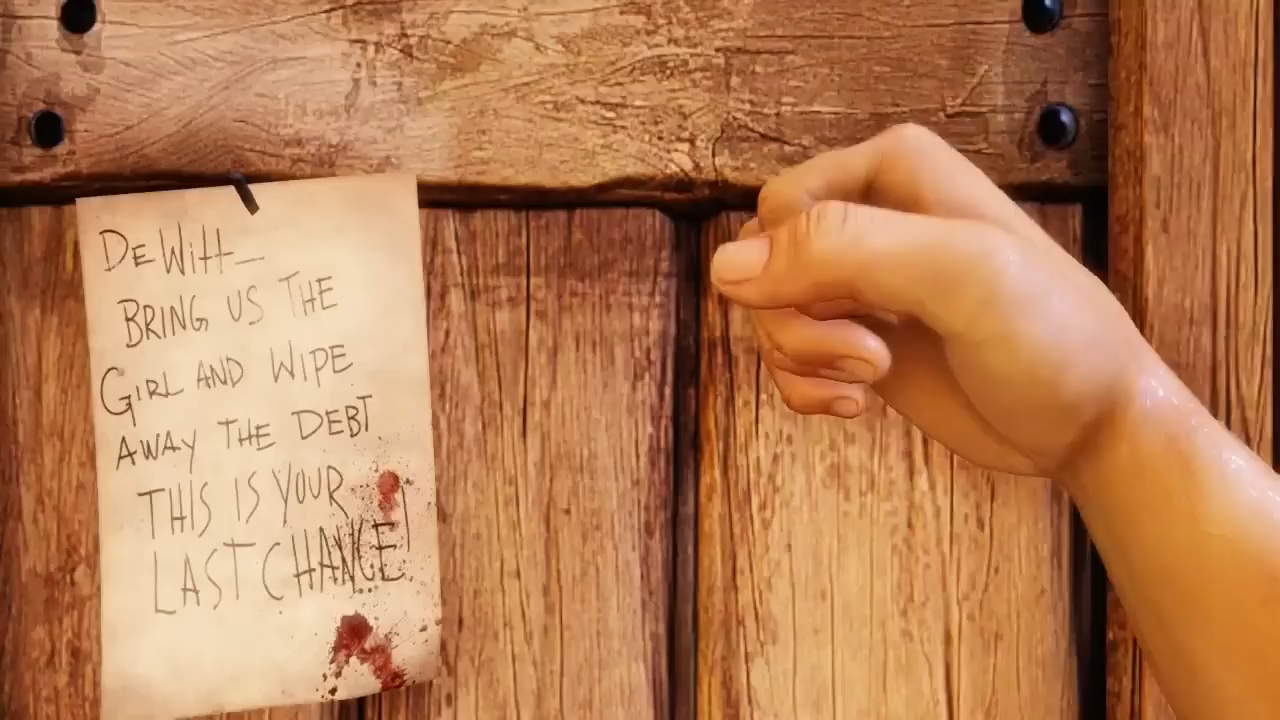 DeWitt—
BRING US THE
GIRL AND WIPE
AWAY THE DEBT
THIS IS YOUR
LAST CHANCE!